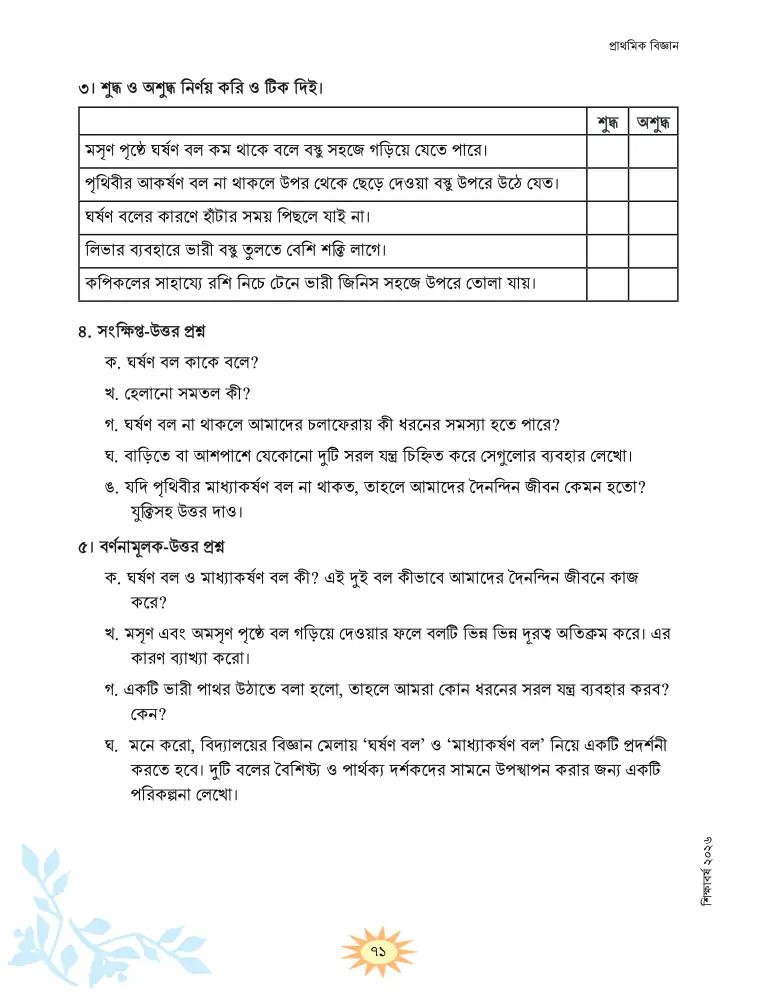 প্রাথমিক বিজ্ঞান
৩। শুদ্ধ ও অশুদ্ধ নির্ণয় করি ও টিক দিই।
শুদ্ধ অশুদ্ধ
মসৃণ পৃষ্ঠে ঘর্ষণ বল কম থাকে বলে বস্তু সহজে গড়িয়ে যেতে পারে।
পৃথিবীর আকর্ষণ বল না থাকলে উপর থেকে ছেড়ে দেওয়া বস্তু উপরে উঠে যেত।
ঘর্ষণ বলের কারণে হাঁটার সময় পিছলে যাই না।
লিভার ব্যবহারে ভারী বস্তু তুলতে বেশি শক্তি লাগে।
কপিকলের সাহায্যে রশি নিচে টেনে ভারী জিনিস সহজে উপরে তোলা যায়।
৪. সংক্ষিপ্ত-উত্তর প্রশ্ন
ক. ঘর্ষণ বল কাকে বলে?
খ. হেলানো সমতল কী?
গ. ঘর্ষণ বল না থাকলে আমাদের চলাফেরায় কী ধরনের সমস্যা হতে পারে?
ঘ. বাড়িতে বা আশপাশে যেকোনো দুটি সরল যন্ত্র চিহ্নিত করে সেগুলোর ব্যবহার লেখো।
ঙ. যদি পৃথিবীর মাধ্যাকর্ষণ বল না থাকত, তাহলে আমাদের দৈনন্দিন জীবন কেমন হতো?
যুক্তিসহ উত্তর দাও।
৫। বর্ণনামূলক-উত্তর প্রশ্ন
ক. ঘর্ষণ বল ও মাধ্যাকর্ষণ বল কী? এই দুই বল কীভাবে আমাদের দৈনন্দিন জীবনে কাজ
করে?
খ. মসৃণ এবং অমসৃণ পৃষ্ঠে বল গড়িয়ে দেওয়ার ফলে বলটি ভিন্ন ভিন্ন দূরত্ব অতিক্রম করে। এর
কারণ ব্যাখ্যা করো।
গ. একটি ভারী পাথর উঠাতে বলা হলো, তাহলে আমরা কোন ধরনের সরল যন্ত্র ব্যবহার করব?
কেন?
ঘ. মনে করো, বিদ্যালয়ের বিজ্ঞান মেলায় ‘ঘর্ষণ বল’ ও ‘মাধ্যাকর্ষণ বল’ নিয়ে একটি প্রদর্শনী
করতে হবে। দুটি বলের বৈশিষ্ট্য ও পার্থক্য দর্শকদের সামনে উপস্থাপন করার জন্য একটি
পরিকল্পনা লেখো।
শিক্ষাবর্ষ ২০২৬
৭১